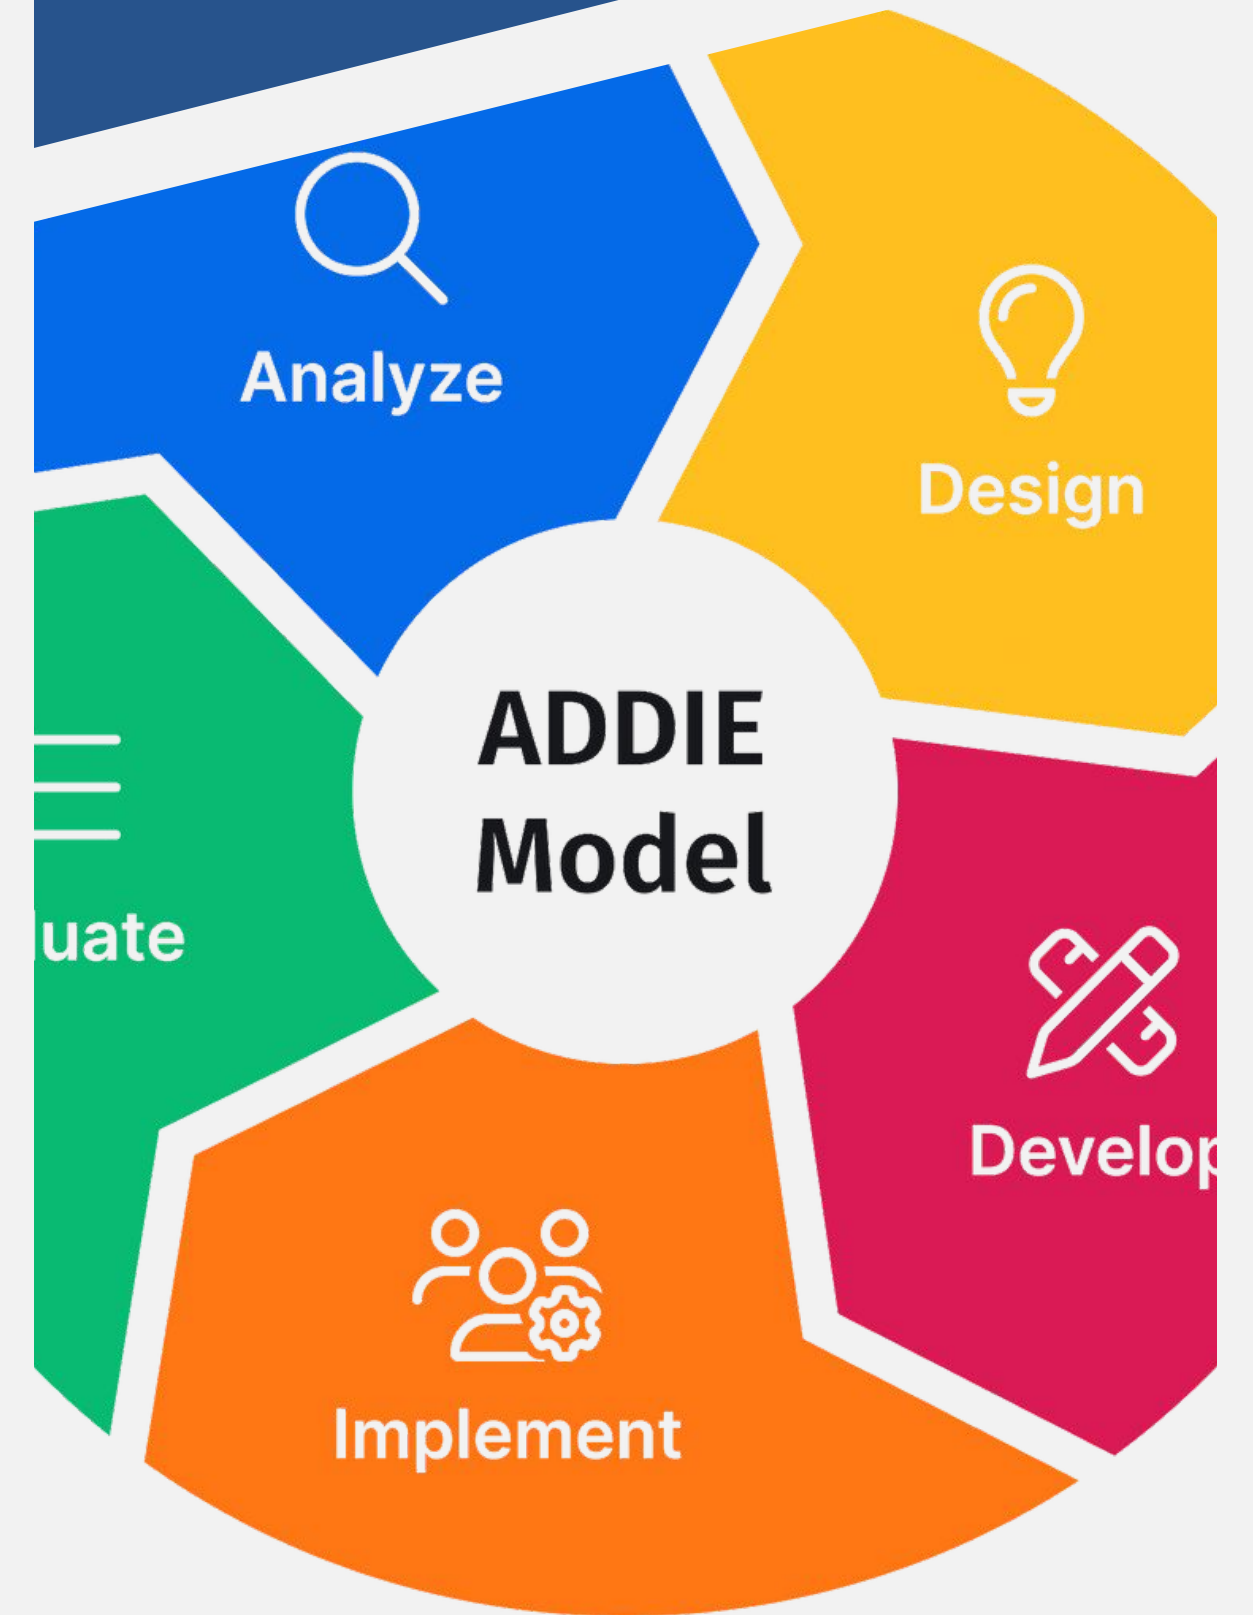 Analyze
Design
ADDIE
Model
luate
Develop
Implement